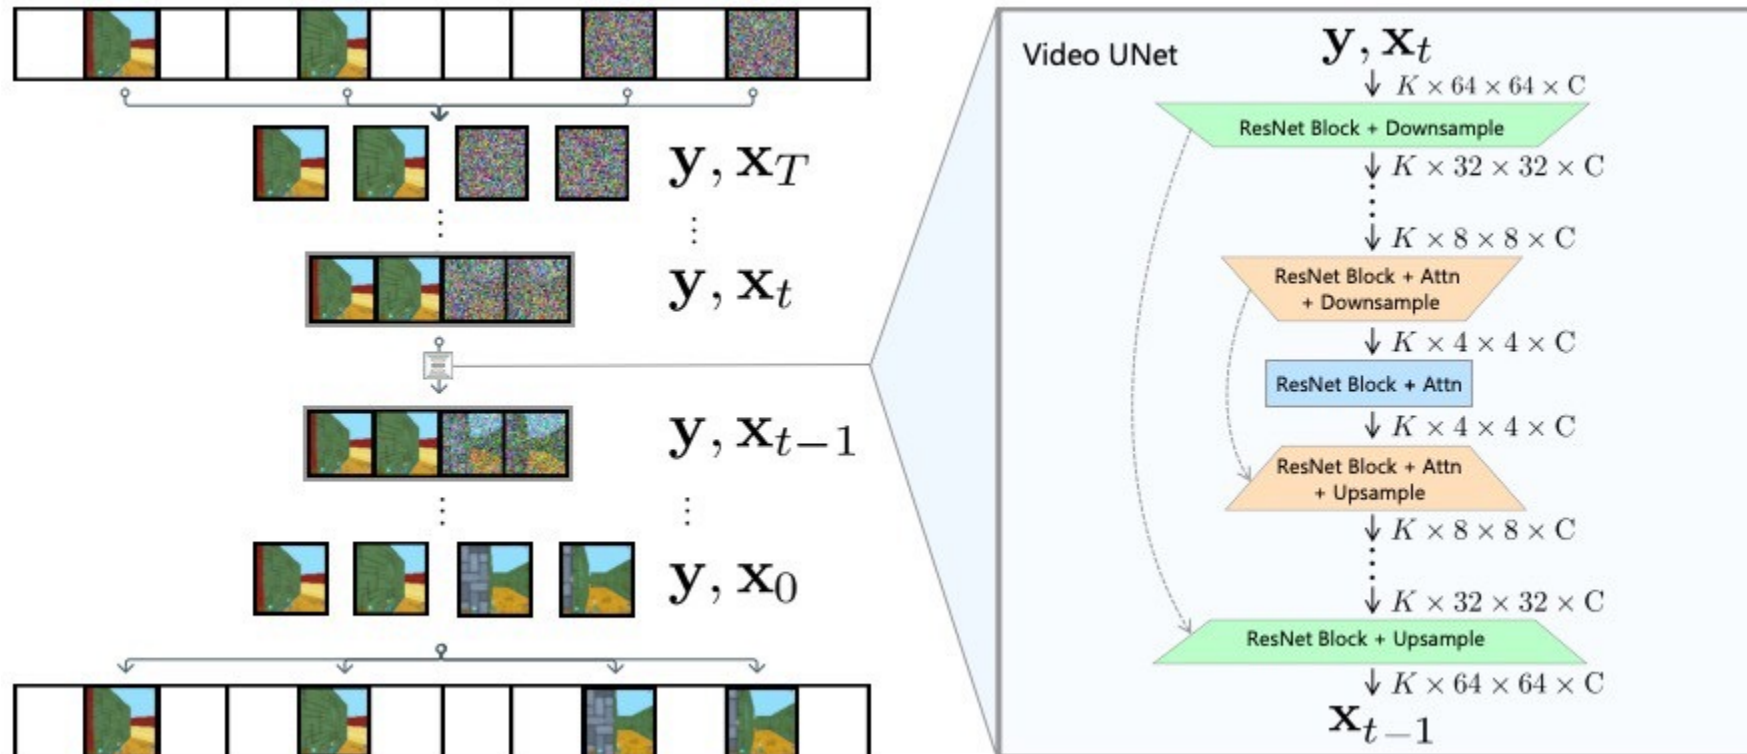 y, x_T
⋮ ⋮
y, x_t
y, x_{t−1}
⋮ ⋮
y, x_0
Video UNet
y, x_t
↓ K × 64 × 64 × C
ResNet Block + Downsample
↓ K × 32 × 32 × C
⋮
↓ K × 8 × 8 × C
ResNet Block + Attn
+ Downsample
↓ K × 4 × 4 × C
ResNet Block + Attn
↓ K × 4 × 4 × C
ResNet Block + Attn
+ Upsample
↓ K × 8 × 8 × C
⋮
↓ K × 32 × 32 × C
ResNet Block + Upsample
↓ K × 64 × 64 × C
x_{t−1}